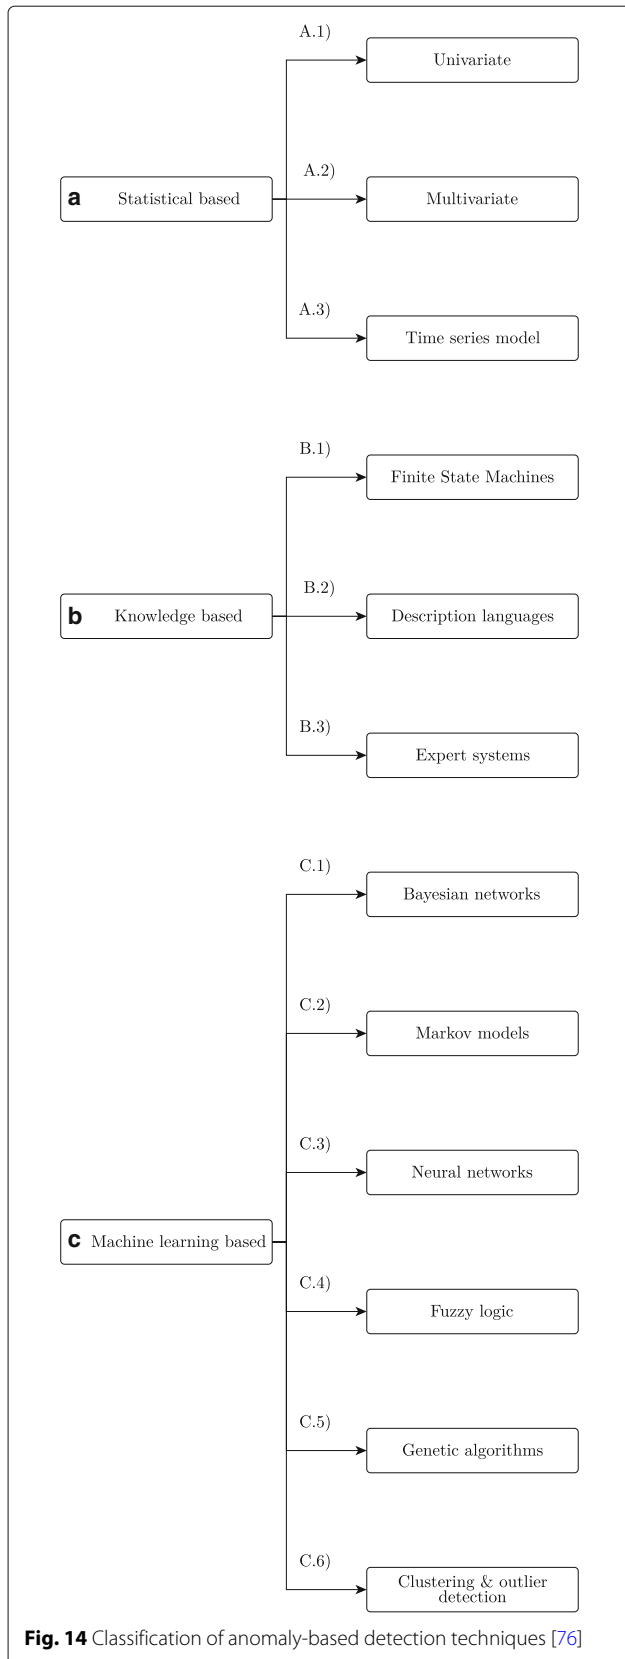 A.1)
Univariate
A.2)
a Statistical based
Multivariate
A.3)
Time series model
B.1)
Finite State Machines
B.2)
b Knowledge based
Description languages
B.3)
Expert systems
C.1)
Bayesian networks
C.2)
Markov models
C.3)
Neural networks
c Machine learning based
C.4)
Fuzzy logic
C.5)
Genetic algorithms
C.6)
Clustering & outlier
detection
Fig. 14 Classification of anomaly-based detection techniques [76]